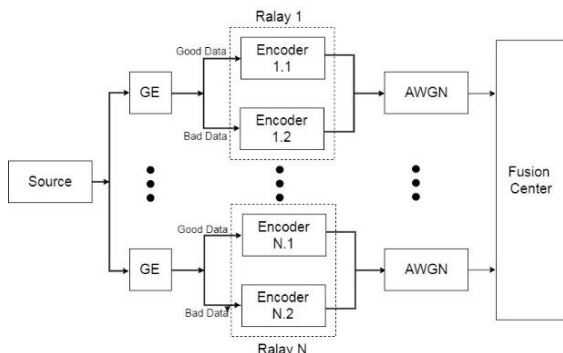 Ralay 1
Good Data
Encoder
1.1
GE
AWGN
Encoder
1.2
Bad Data
Source
Fusion
Center
Good Data
Encoder
N.1
GE
AWGN
Encoder
N.2
Bad Data
Ralay N